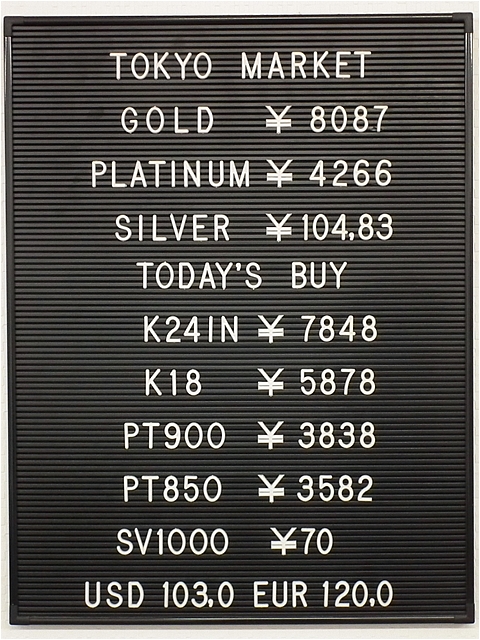 TOKYO MARKET
GOLD ¥ 8087
PLATINUM ¥ 4266
SILVER ¥104,83
TODAY'S BUY
K24IN ¥ 7848
K18 ¥ 5878
PT900 ¥ 3838
PT850 ¥ 3582
SV1000 ¥70
USD 103,0 EUR 120,0